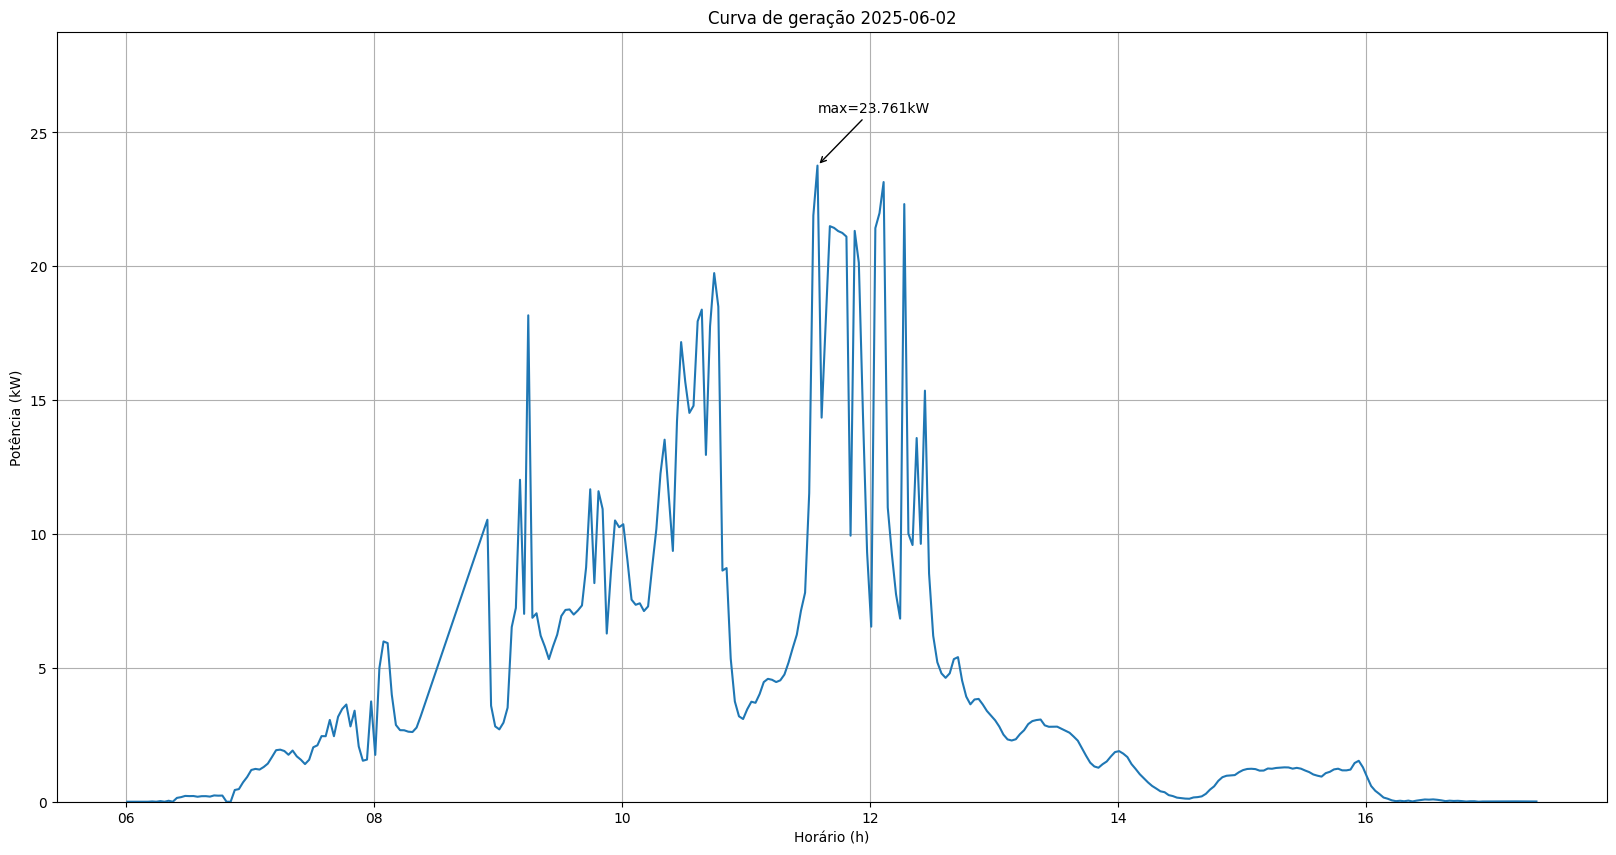 Curva de geração 2025-06-02
max=23.761kW
25
20
15
10
5
0
Potência (kW)
06 08 10 12 14 16
Horário (h)